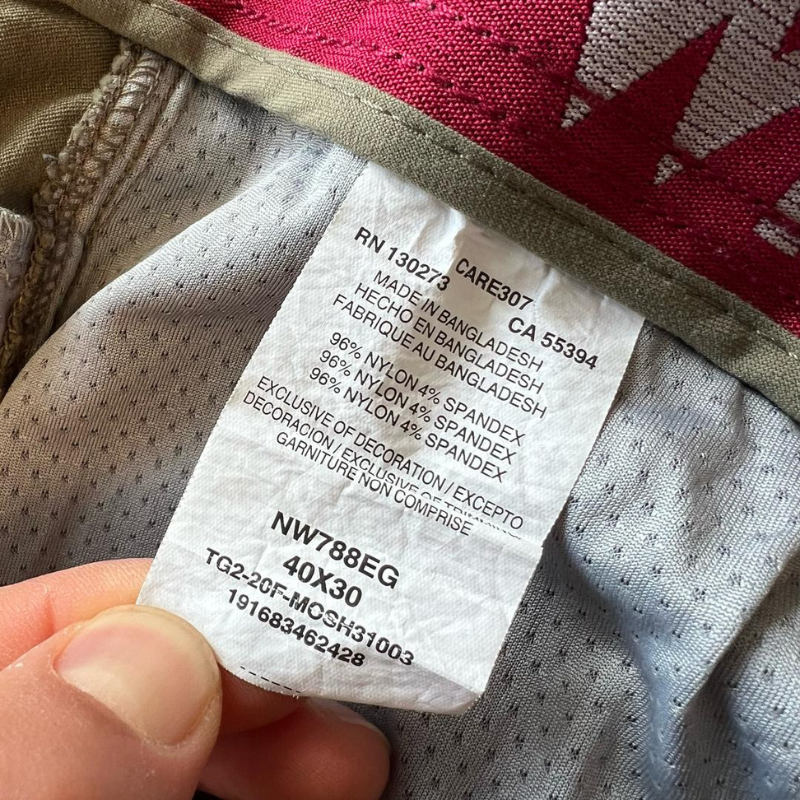 RN 130273 CARE307 CA 55394
MADE IN BANGLADESH
HECHO EN BANGLADESH
FABRIQUE AU BANGLADESH
96% NYLON 4% SPANDEX
96% NYLON 4% SPANDEX
96% NYLON 4% SPANDEX
EXCLUSIVE OF DECORATION / EXCEPTO
DECORACION / EXCLUSIVE OF
GARNITURE NON COMPRISE
NW788EG
40X30
TG2-20F-MCSH31003
191683462428